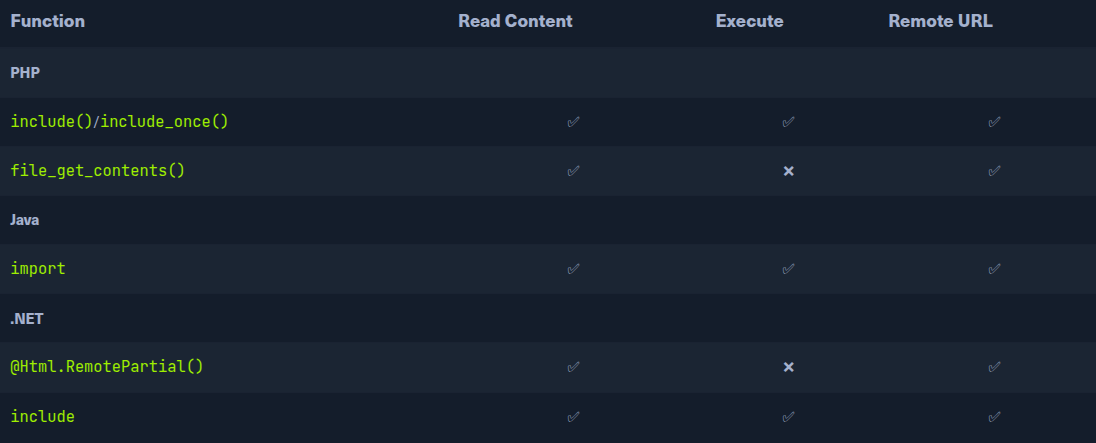 Function Read Content Execute Remote URL
PHP
include()/include_once() ✅ ✅ ✅
file_get_contents() ✅ ❌ ✅
Java
import ✅ ✅ ✅
.NET
@Html.RemotePartial() ✅ ❌ ✅
include ✅ ✅ ✅